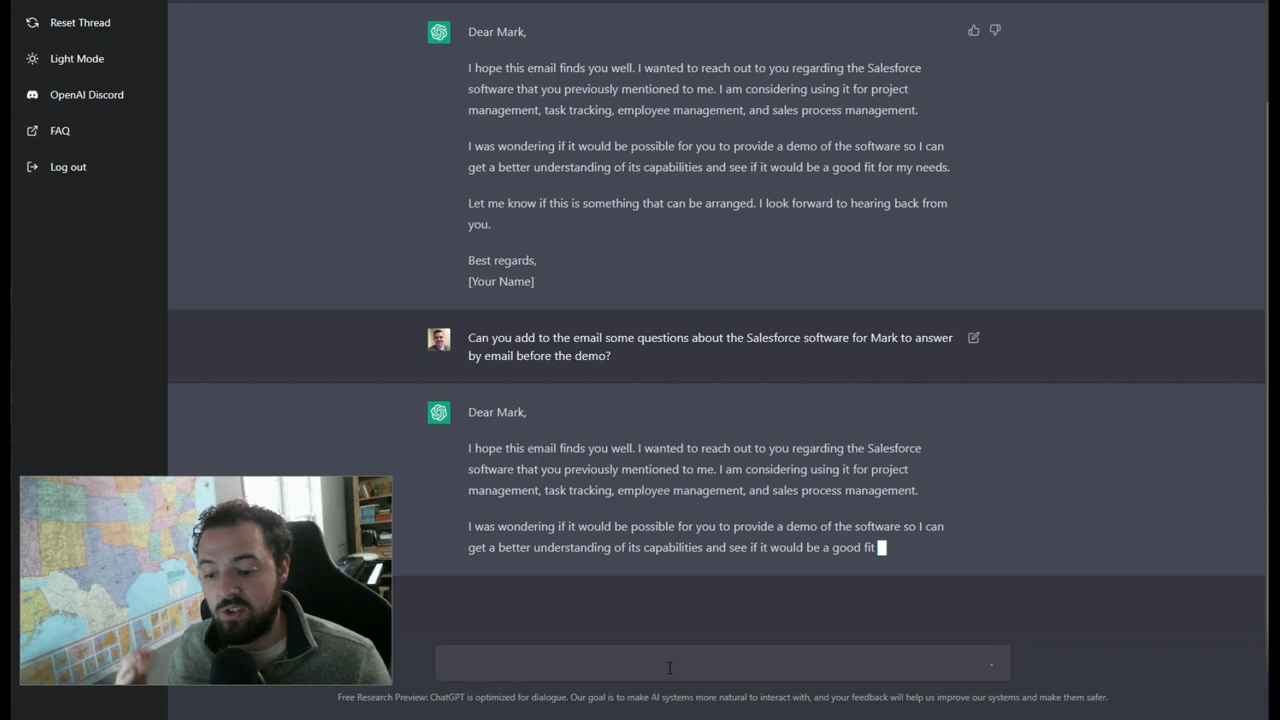 Reset Thread
Light Mode
OpenAI Discord
FAQ
Log out
Dear Mark,
I hope this email finds you well. I wanted to reach out to you regarding the Salesforce
software that you previously mentioned to me. I am considering using it for project
management, task tracking, employee management, and sales process management.
I was wondering if it would be possible for you to provide a demo of the software so I can
get a better understanding of its capabilities and see if it would be a good fit for my needs.
Let me know if this is something that can be arranged. I look forward to hearing back from
you.
Best regards,
[Your Name]
Can you add to the email some questions about the Salesforce software for Mark to answer
by email before the demo?
Dear Mark,
I hope this email finds you well. I wanted to reach out to you regarding the Salesforce
software that you previously mentioned to me. I am considering using it for project
management, task tracking, employee management, and sales process management.
I was wondering if it would be possible for you to provide a demo of the software so I can
get a better understanding of its capabilities and see if it would be a good fit
Free Research Preview: ChatGPT is optimized for dialogue. Our goal is to make AI systems more natural to interact with, and your feedback will help us improve our systems and make them safer.